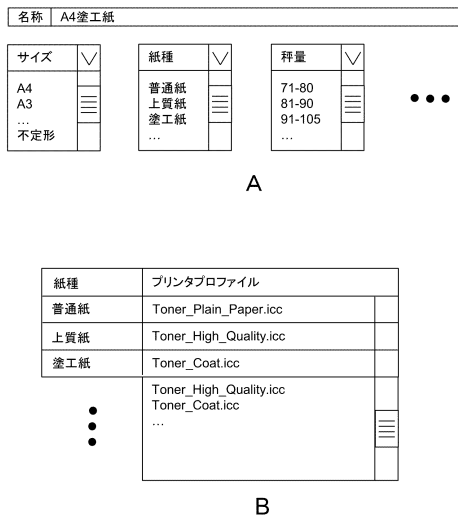 名称 A4塗工紙
サイズ 紙種 秤量
A4 普通紙 71-80
A3 上質紙 81-90
... 塗工紙 91-105
不定形 ... ...
A
紙種 プリンタプロファイル
普通紙 Toner_Plain_Paper.icc
上質紙 Toner_High_Quality.icc
塗工紙 Toner_Coat.icc
Toner_High_Quality.icc
Toner_Coat.icc
...
B